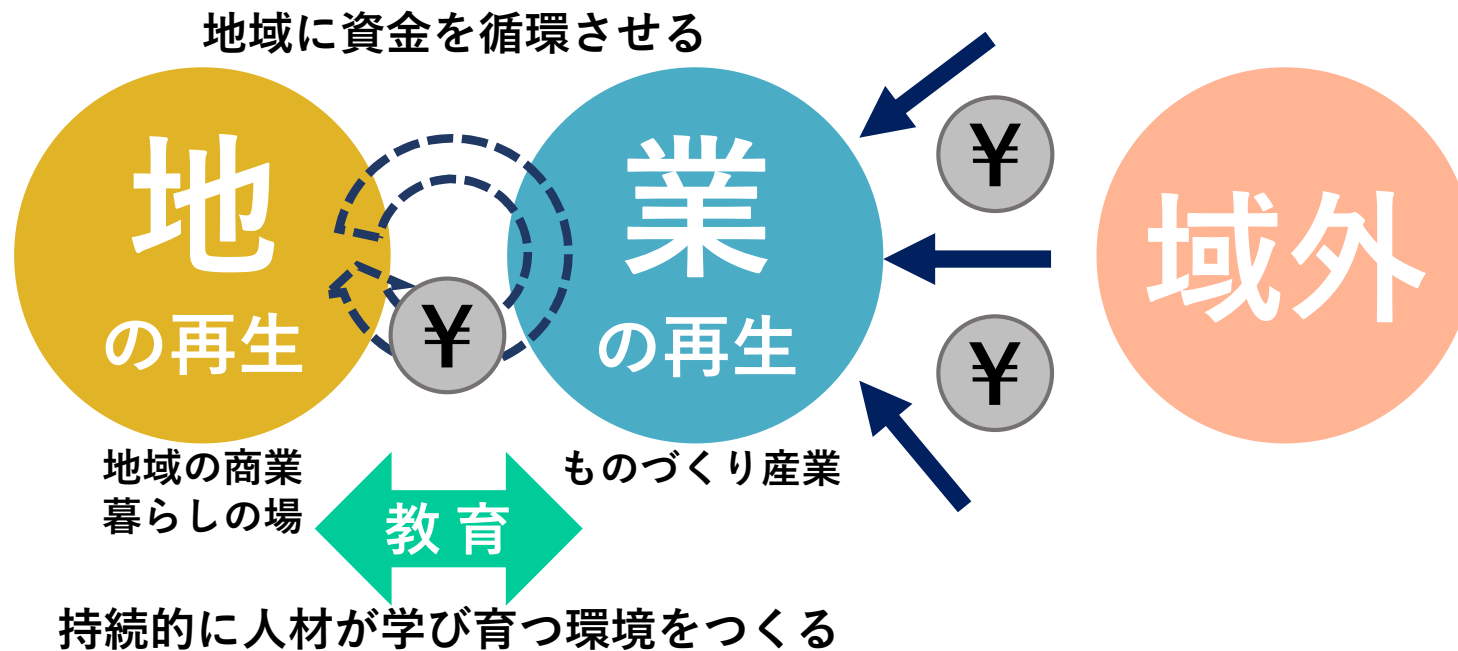 地域に資金を循環させる
地
の再生
業
の再生
¥
¥
¥
域外
地域の商業
暮らしの場
ものづくり産業
教育
持続的に人材が学び育つ環境をつくる